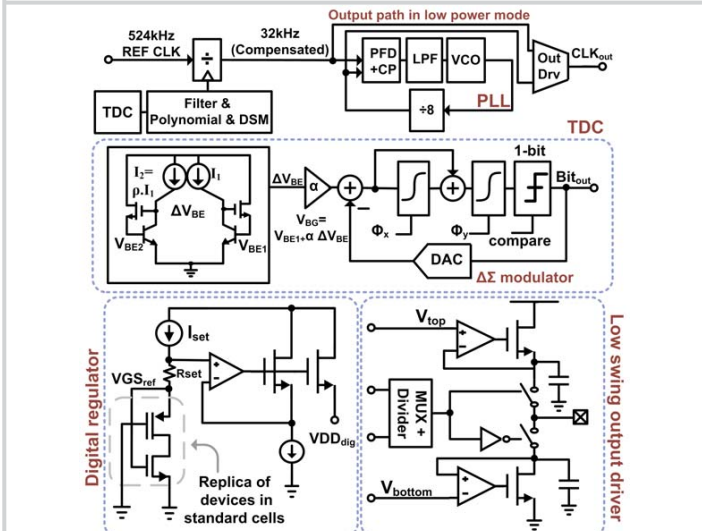 Output path in low power mode
524kHz
REF CLK
÷
32kHz
(Compensated)
PFD
+CP
LPF
VCO
Out
Drv
CLKout
÷8
PLL
TDC
Filter &
Polynomial & DSM
TDC
I2=
ρ.I1
I1
ΔVBE
VBE2
VBE1
ΔVBE
α
VBG=
VBE1+α ΔVBE
+
−
Φx
+
Φy
1-bit
compare
Bitout
DAC
ΔΣ modulator
Digital regulator
Iset
Rset
VGSref
+
-
VDDdig
Replica of
devices in
standard cells
Vtop
+
-
MUX +
Divider
+
-
Vbottom
Low swing output driver